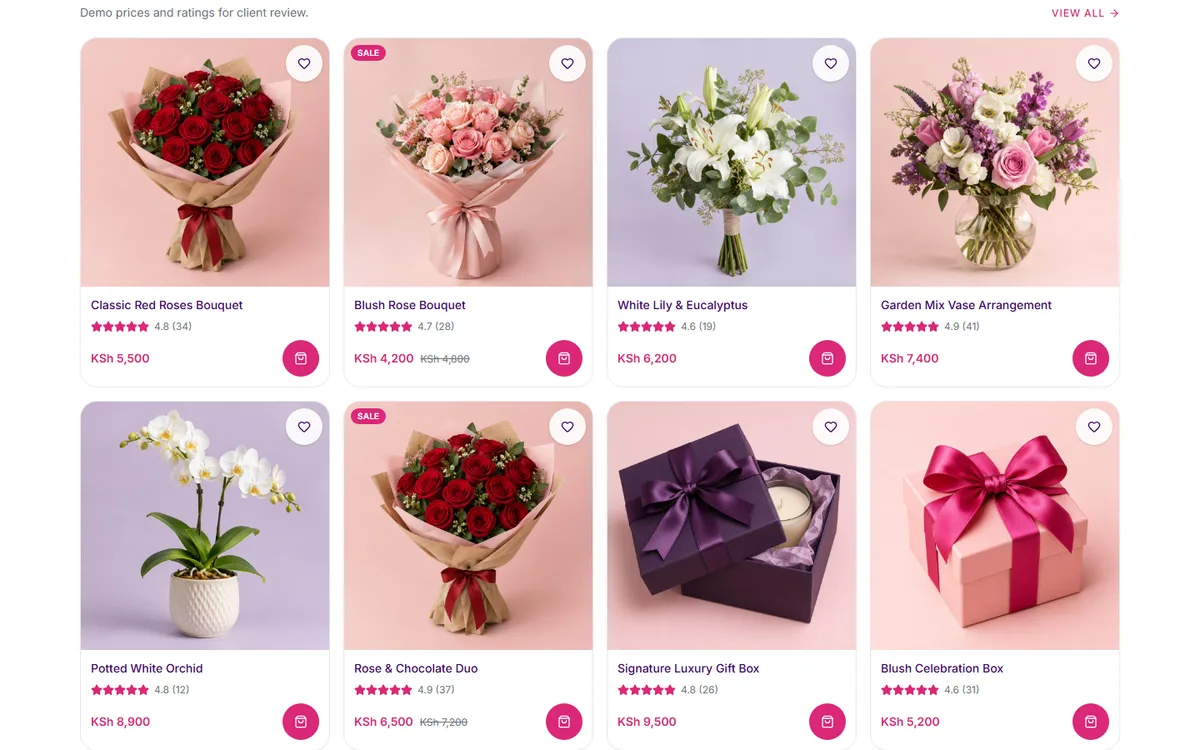 Demo prices and ratings for client review.
VIEW ALL →
SALE
Classic Red Roses Bouquet
4.8 (34)
KSh 5,500
Blush Rose Bouquet
4.7 (28)
KSh 4,200 KSh 4,800
White Lily & Eucalyptus
4.6 (19)
KSh 6,200
Garden Mix Vase Arrangement
4.9 (41)
KSh 7,400
SALE
Potted White Orchid
4.8 (12)
KSh 8,900
Rose & Chocolate Duo
4.9 (37)
KSh 6,500 KSh 7,200
Signature Luxury Gift Box
4.8 (26)
KSh 9,500
Blush Celebration Box
4.6 (31)
KSh 5,200